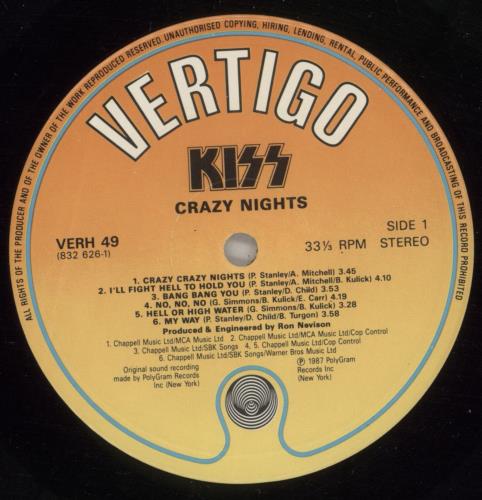 ALL RIGHTS OF THE PRODUCER AND OF THE OWNER OF THE WORK REPRODUCED RESERVED. UNAUTHORISED COPYING, HIRING, LENDING, RENTAL, PUBLIC PERFORMANCE AND BROADCASTING OF THIS RECORD PROHIBITED
VERTIGO
KISS
CRAZY NIGHTS
VERH 49
(832 626-1)
SIDE 1
33⅓ RPM STEREO
1. CRAZY CRAZY NIGHTS (P. Stanley/A. Mitchell) 3.45
2. I'LL FIGHT HELL TO HOLD YOU (P. Stanley/A. Mitchell/B. Kulick) 4.10
3. BANG BANG YOU (P. Stanley/D. Child) 3.53
4. NO, NO, NO (G. Simmons/B. Kulick/E. Carr) 4.19
5. HELL OR HIGH WATER (G. Simmons/B. Kulick) 3.28
6. MY WAY (P. Stanley/D. Child/B. Turgon) 3.58
Produced & Engineered by Ron Nevison
1. Chappell Music Ltd/MCA Music Ltd 2. Chappell Music Ltd/MCA Music Ltd/Cop Control
3. Chappell Music Ltd/SBK Songs 4., 5. Chappell Music Ltd/Cop Control
6. Chappell Music Ltd/SBK Songs/Warner Bros Music Ltd
Original sound recording
made by PolyGram Records
Inc (New York)
℗ 1987 PolyGram
Records Inc
(New York)